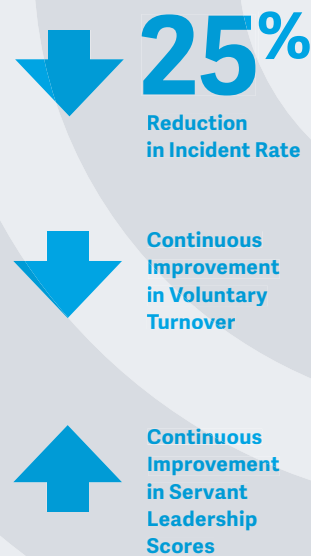 25%
Reduction
in Incident Rate
Continuous
Improvement
in Voluntary
Turnover
Continuous
Improvement
in Servant
Leadership
Scores